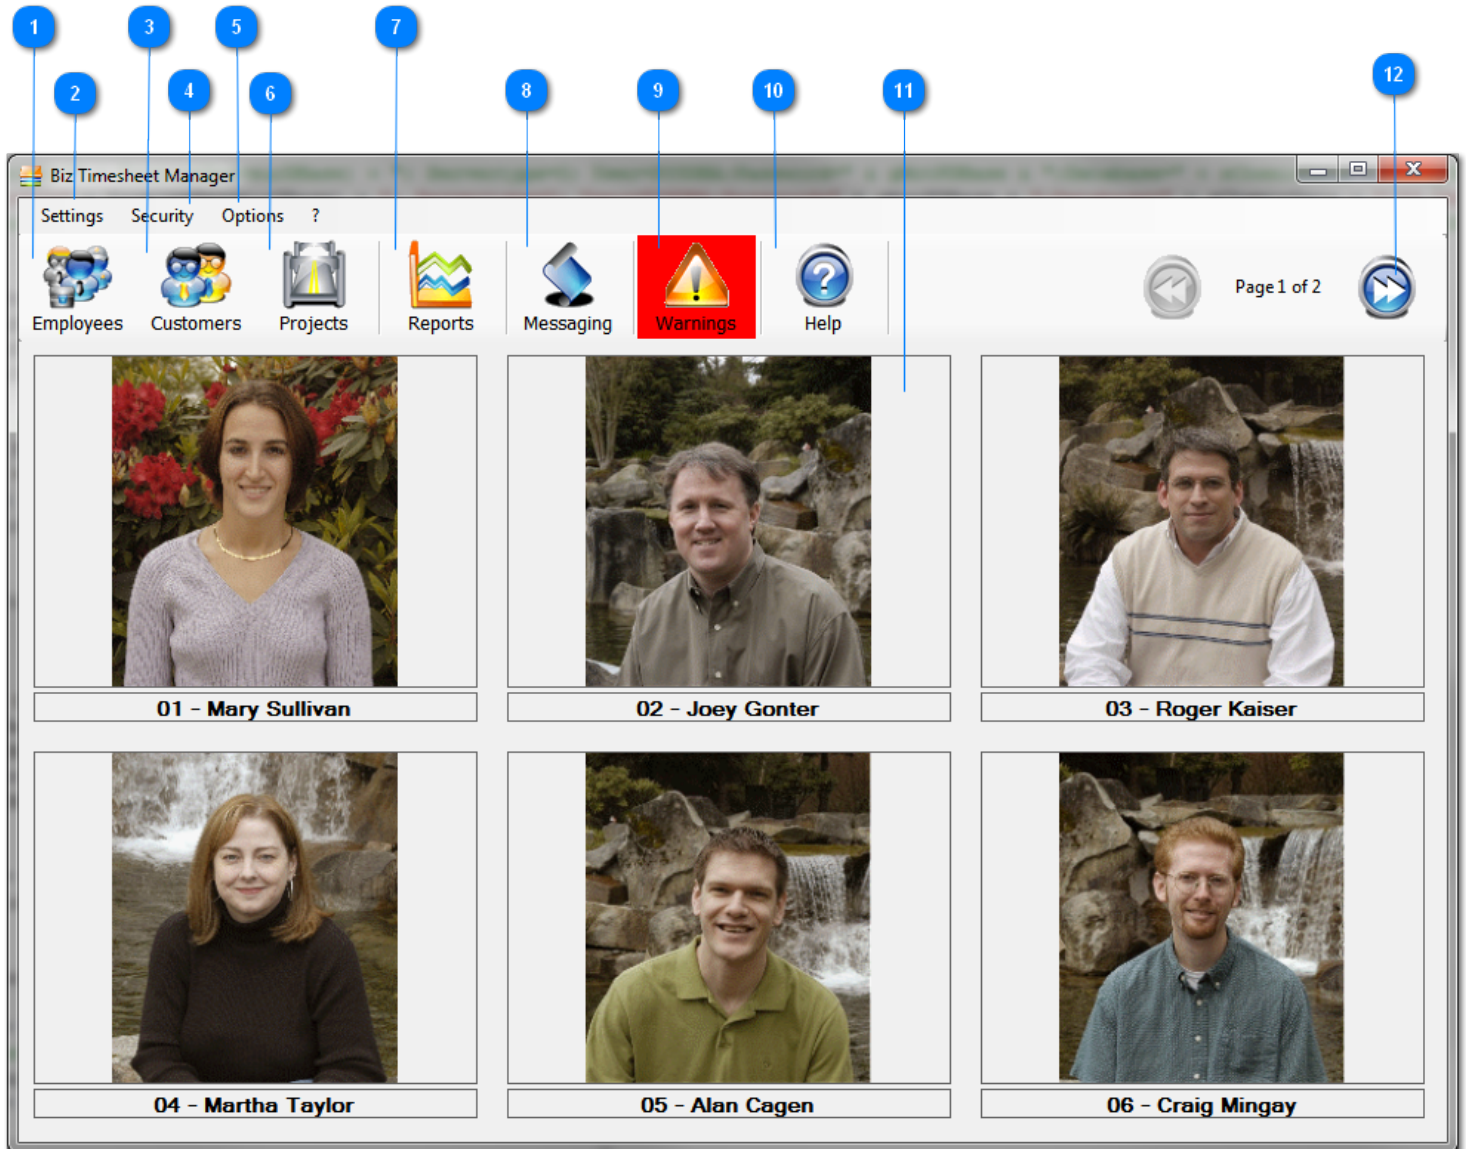 1 3 5 7
2 4 6 8 9 10 11 12
Biz Timesheet Manager
Settings Security Options ?
Employees Customers Projects Reports Messaging Warnings Help Page 1 of 2
01 - Mary Sullivan 02 - Joey Gonter 03 - Roger Kaiser
04 - Martha Taylor 05 - Alan Cagen 06 - Craig Mingay